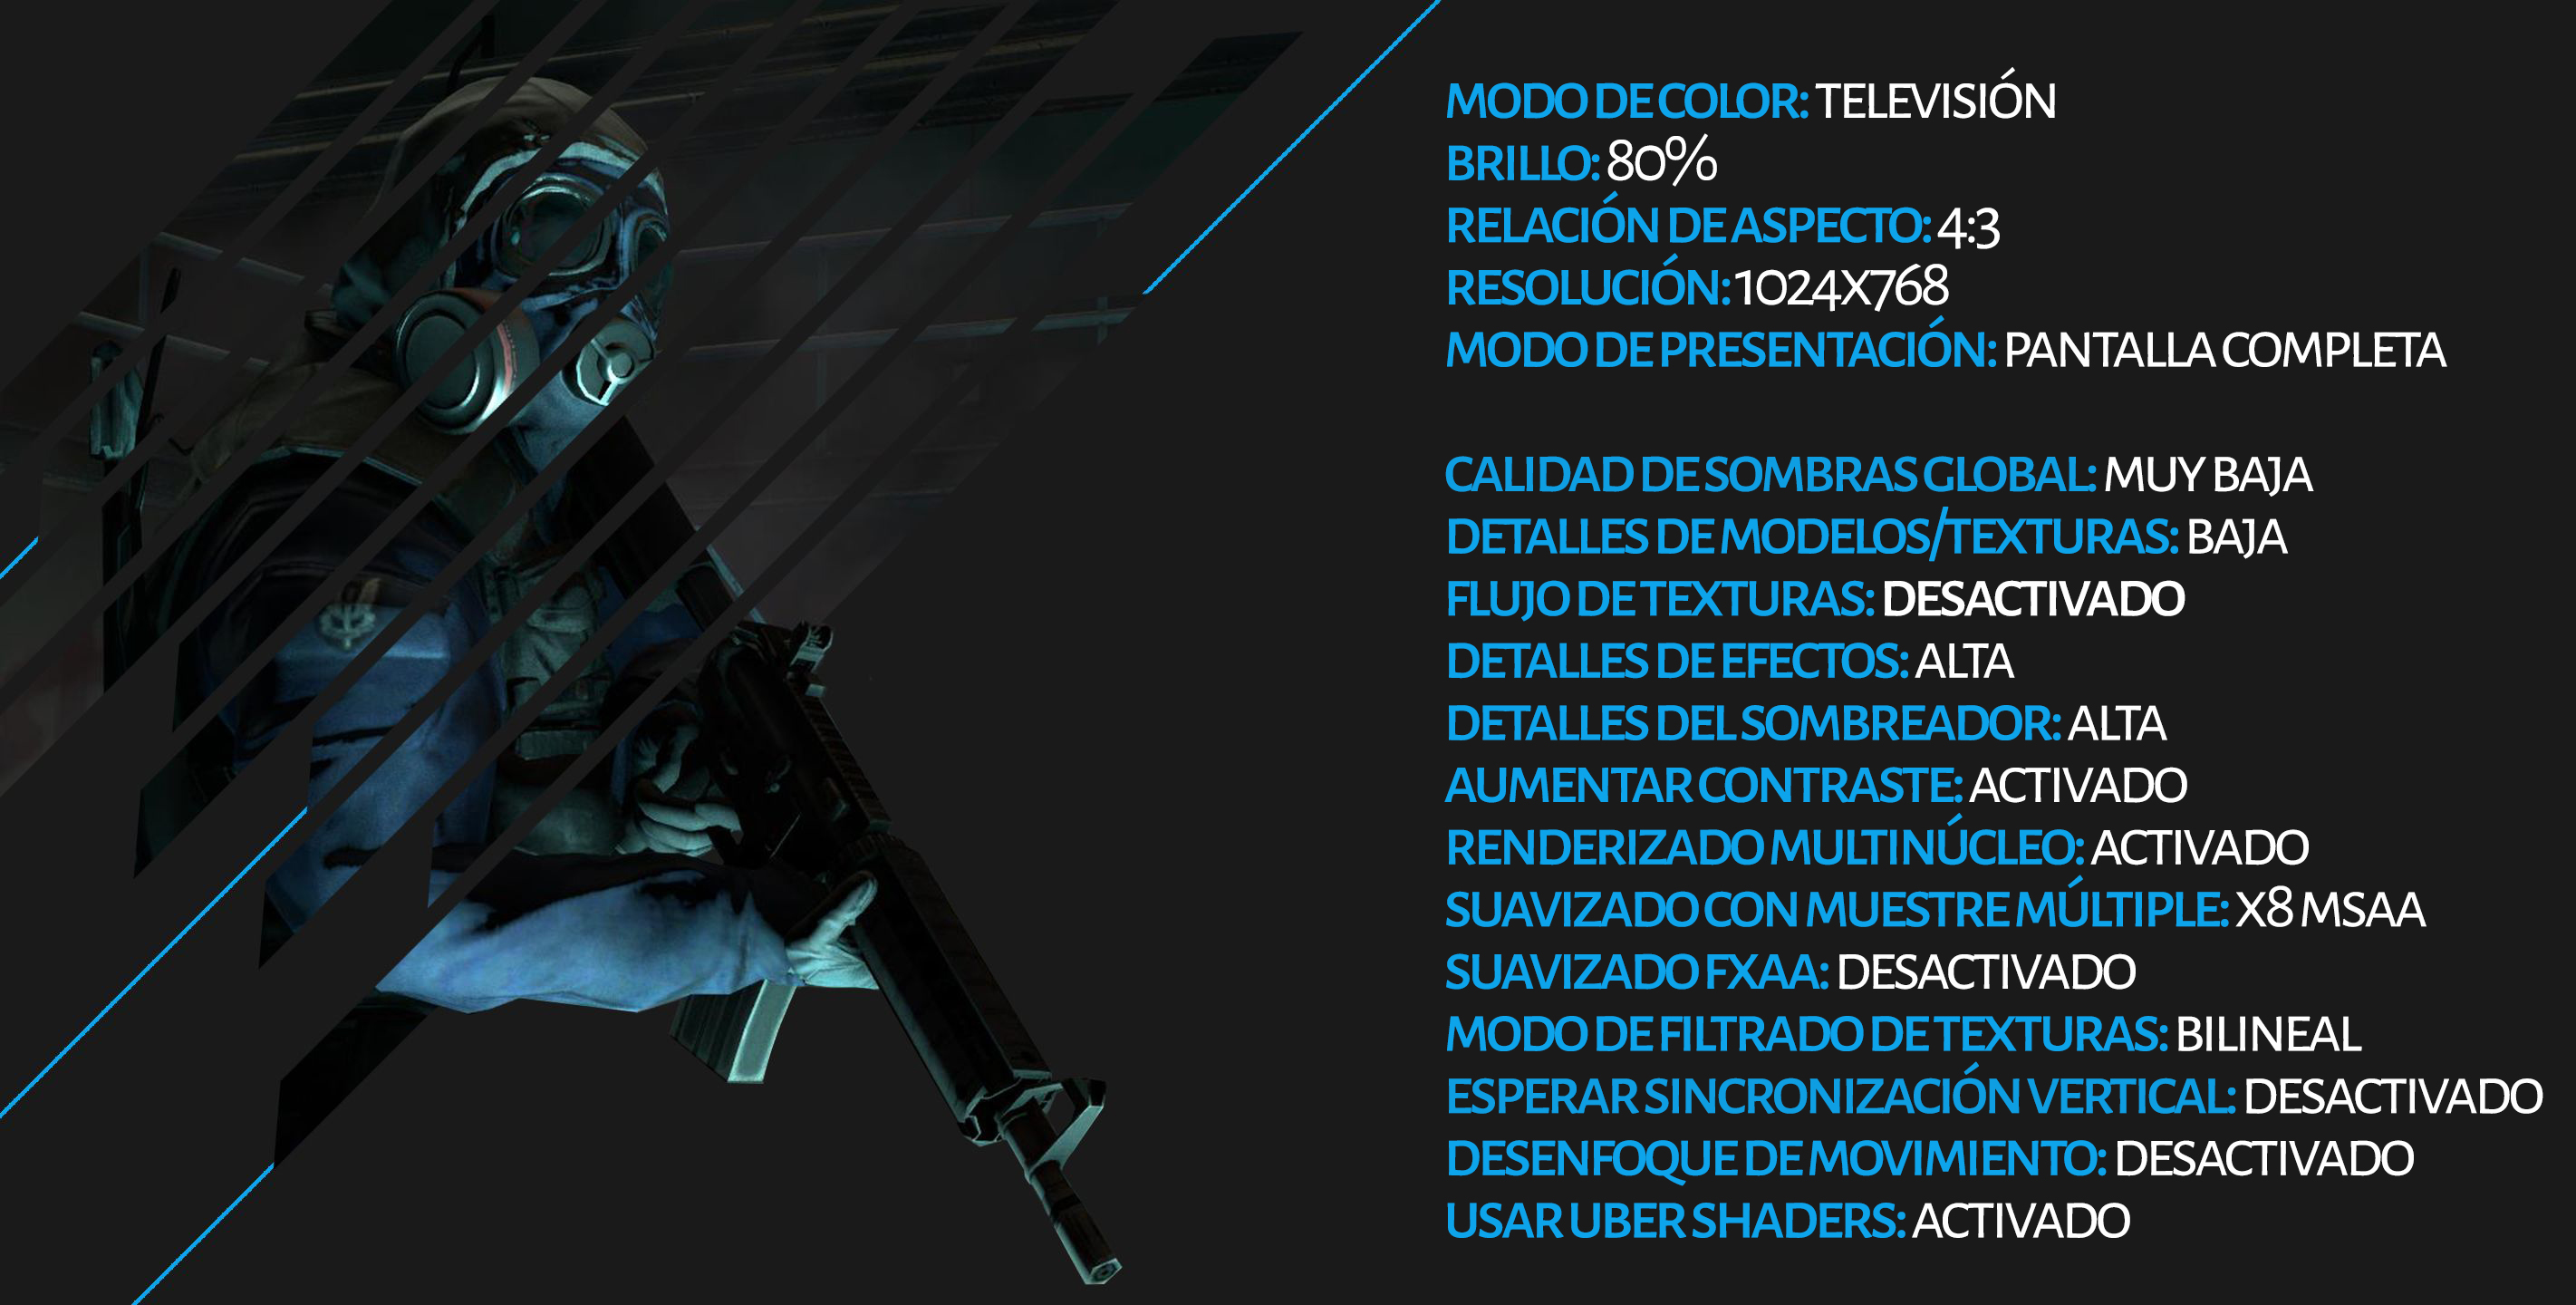 MODO DE COLOR: TELEVISIÓN
BRILLO: 80%
RELACIÓN DE ASPECTO: 4:3
RESOLUCIÓN: 1024X768
MODO DE PRESENTACIÓN: PANTALLA COMPLETA
CALIDAD DE SOMBRAS GLOBAL: MUY BAJA
DETALLES DE MODELOS/TEXTURAS: BAJA
FLUJO DE TEXTURAS: DESACTIVADO
DETALLES DE EFECTOS: ALTA
DETALLES DEL SOMBREADOR: ALTA
AUMENTAR CONTRASTE: ACTIVADO
RENDERIZADO MULTINÚCLEO: ACTIVADO
SUAVIZADO CON MUESTRE MÚLTIPLE: X8 MSAA
SUAVIZADO FXAA: DESACTIVADO
MODO DE FILTRADO DE TEXTURAS: BILINEAL
ESPERAR SINCRONIZACIÓN VERTICAL: DESACTIVADO
DESENFOQUE DE MOVIMIENTO: DESACTIVADO
USAR UBER SHADERS: ACTIVADO